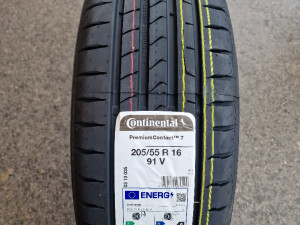 Continental
PremiumContact™ 7
205/55 R 16
91 V
ENERG